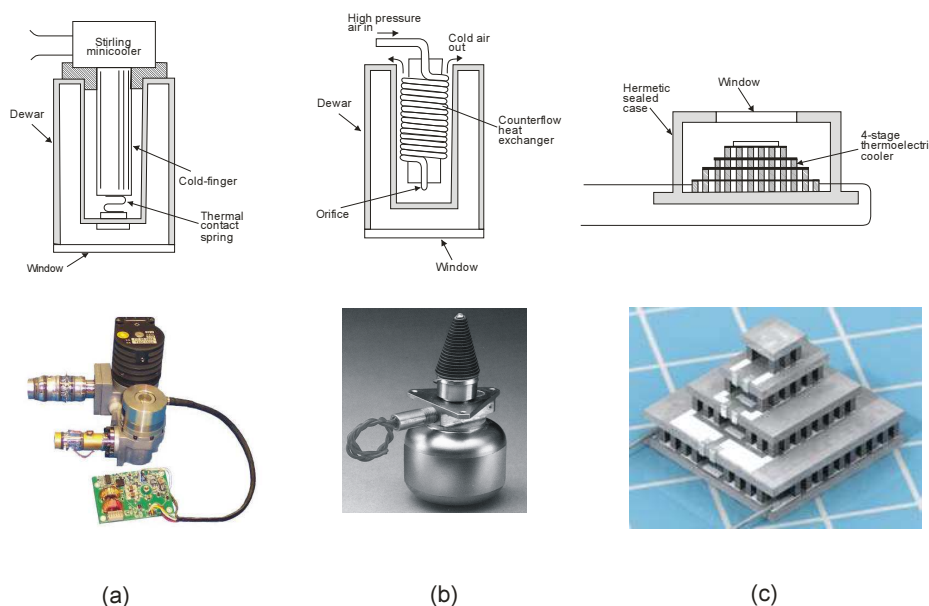 Stirling
minicooler
Dewar
Cold-finger
Thermal
contact
spring
Window
High pressure
air in
Cold air
out
Dewar
Counterflow
heat
exchanger
Orifice
Window
Hermetic
sealed
case
Window
4-stage
thermoelectri
cooler
(a)
(b)
(c)